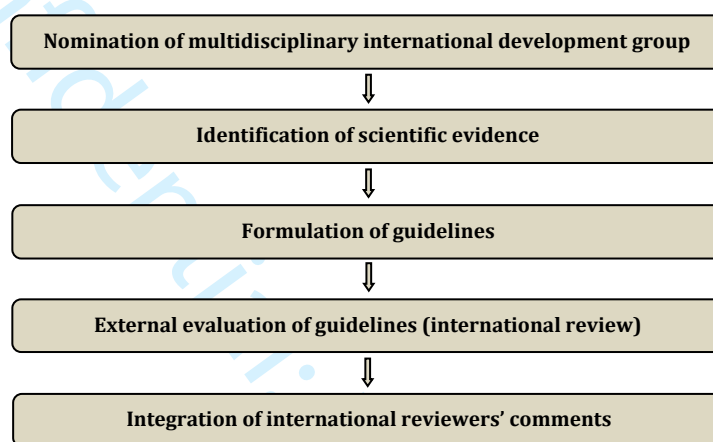 Nomination of multidisciplinary international development group
Identification of scientific evidence
Formulation of guidelines
External evaluation of guidelines (international review)
Integration of international reviewers’ comments